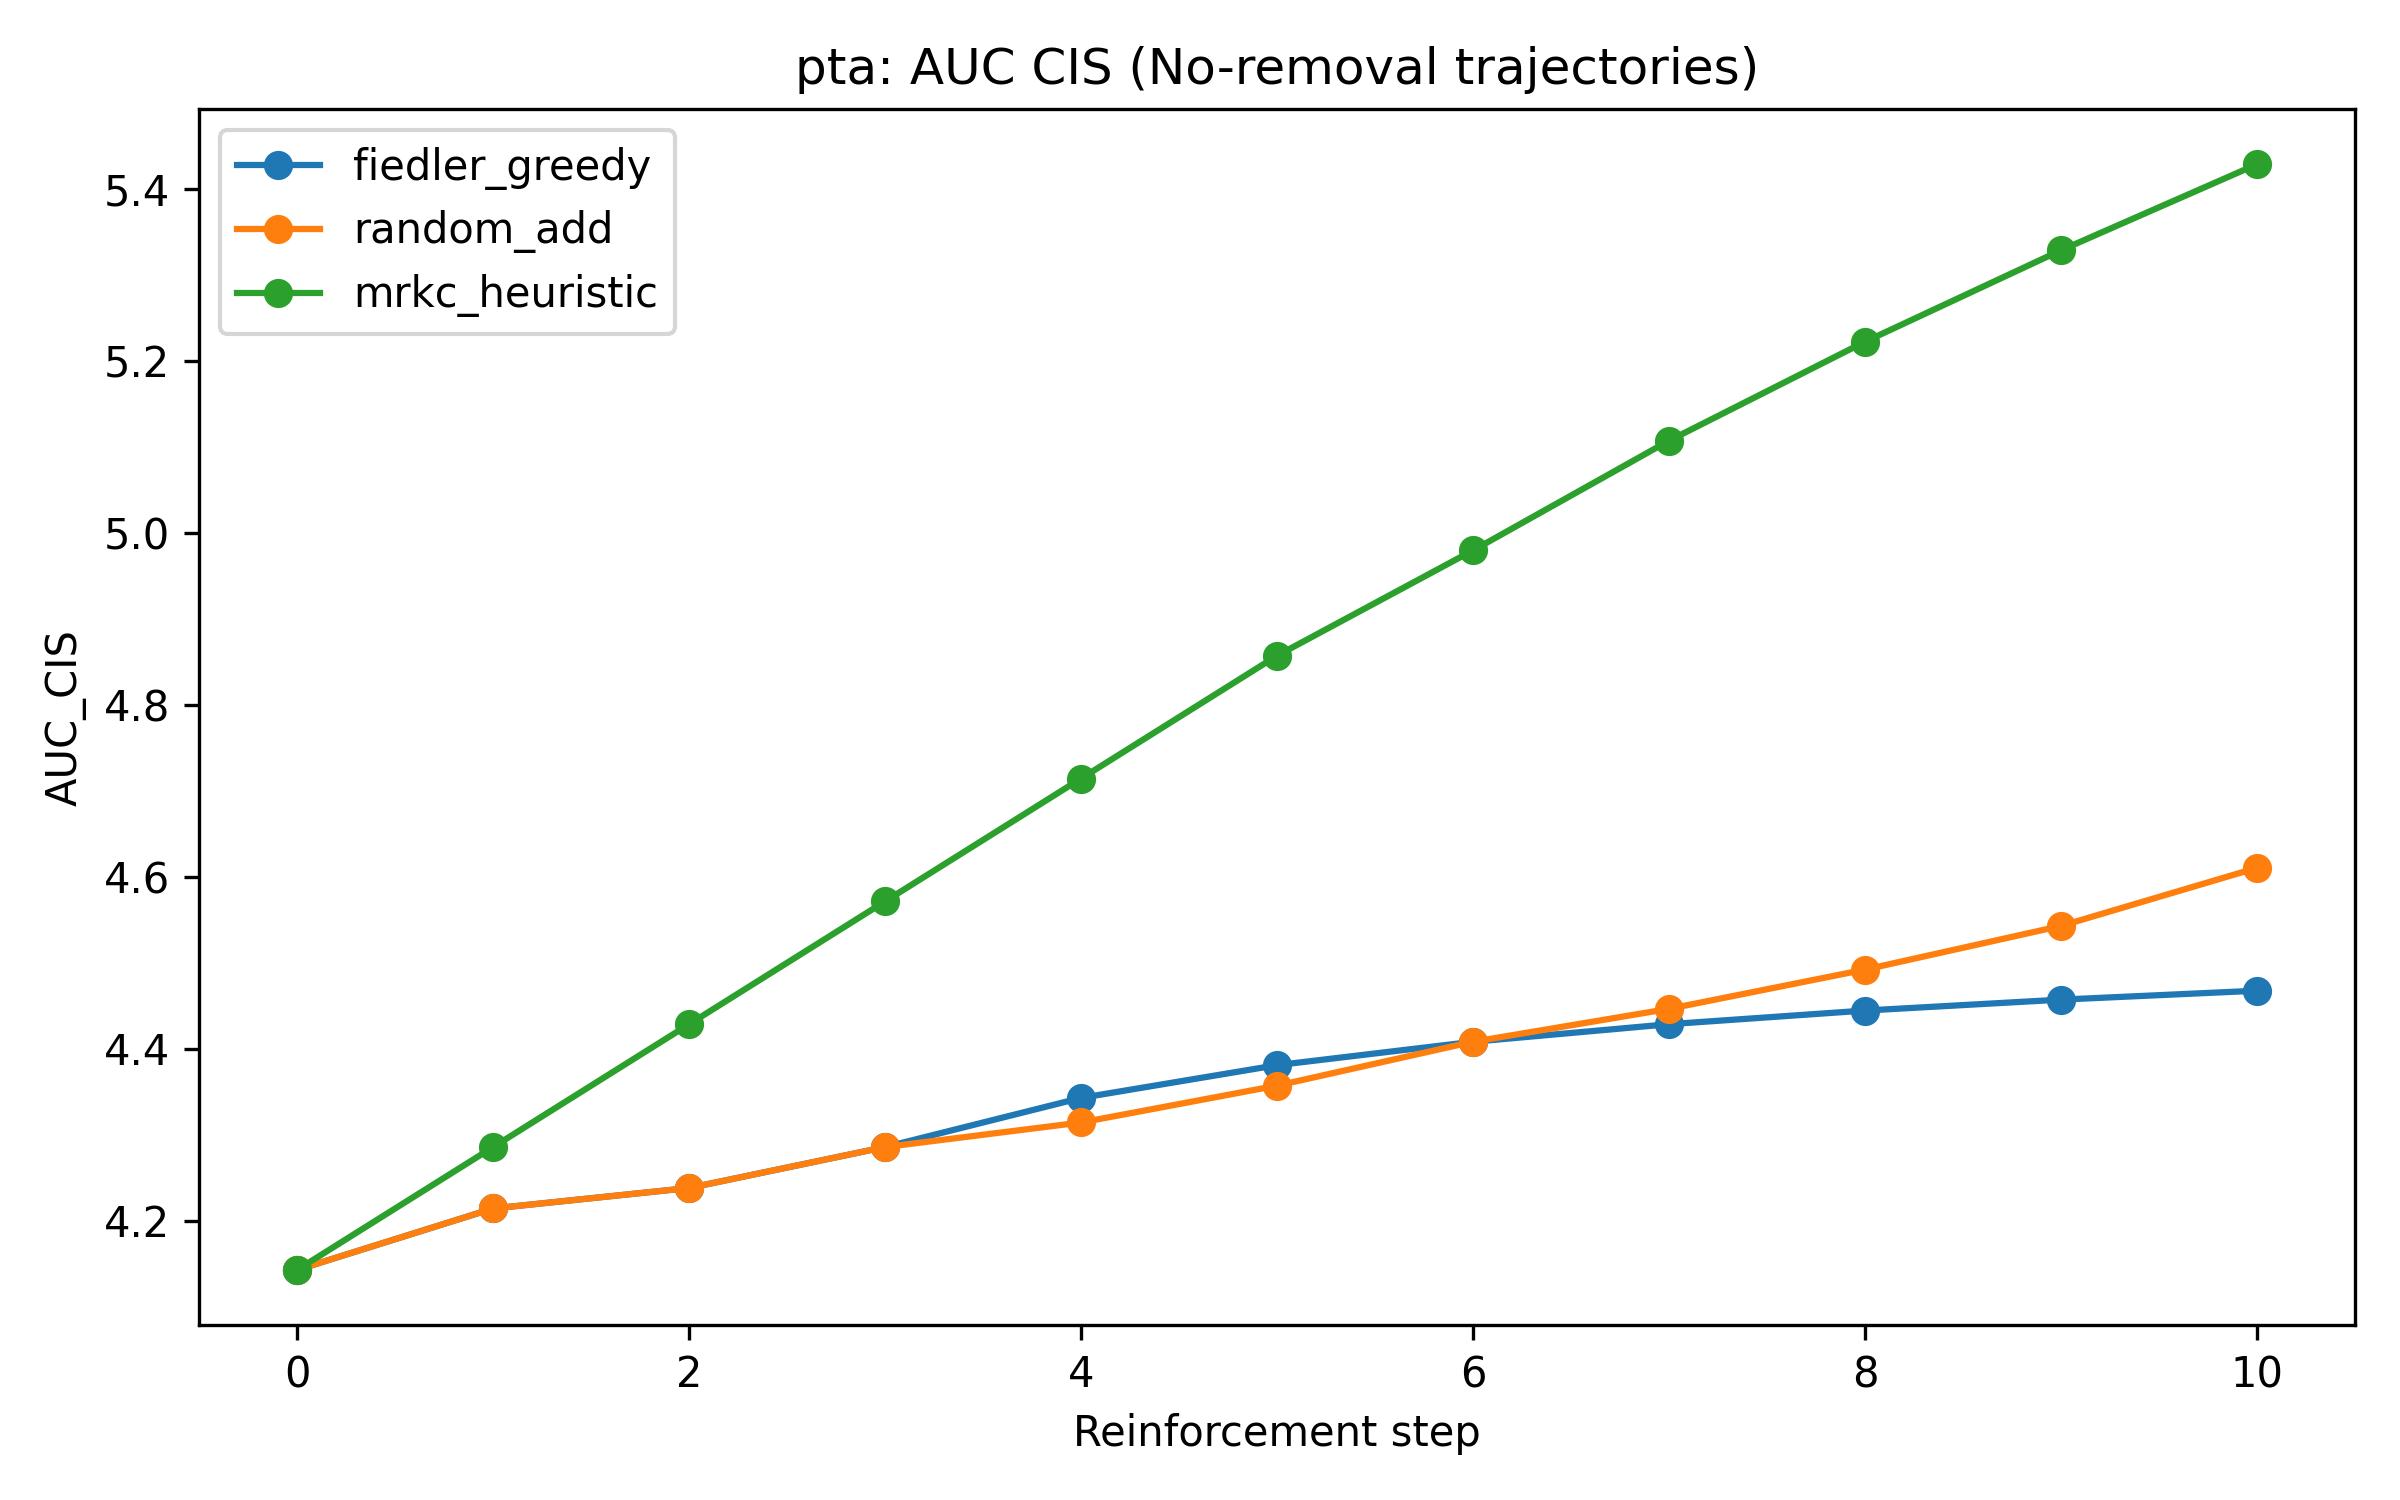 pta: AUC CIS (No-removal trajectories)
fiedler_greedy
random_add
mrkc_heuristic
5.4
5.2
5.0
4.8
4.6
4.4
4.2
AUC_CIS
0 2 4 6 8 10
Reinforcement step